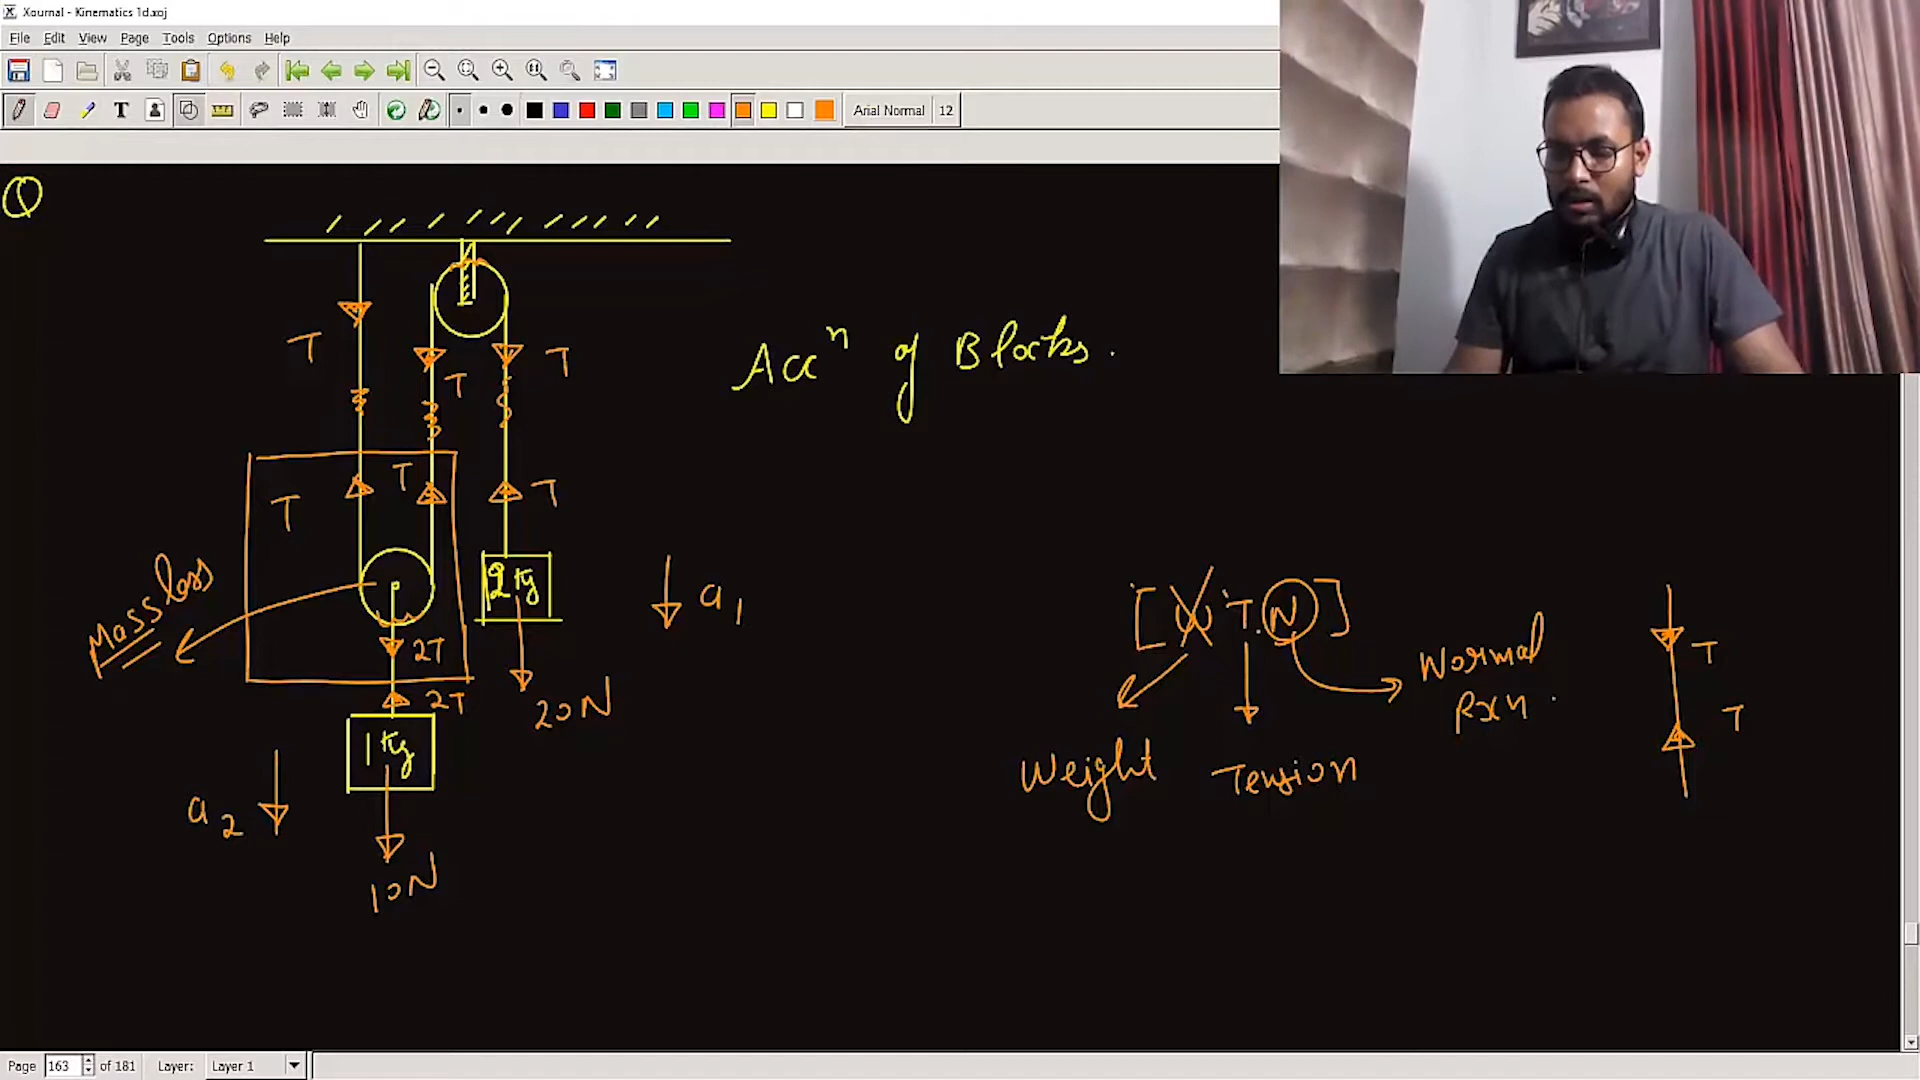 Xournal - Kinematics 1d.xoj
File Edit View Page Tools Options Help
Arial Normal 12
Q
T
T
T
Accⁿ of Blocks.
T
T
T
Massless
2 Kg
a1
2T
2T
20N
1 Kg
a2
10N
[W T. N]
Normal
Rxn.
Weight
Tension
T
T
Page 163 of 181 Layer: Layer 1